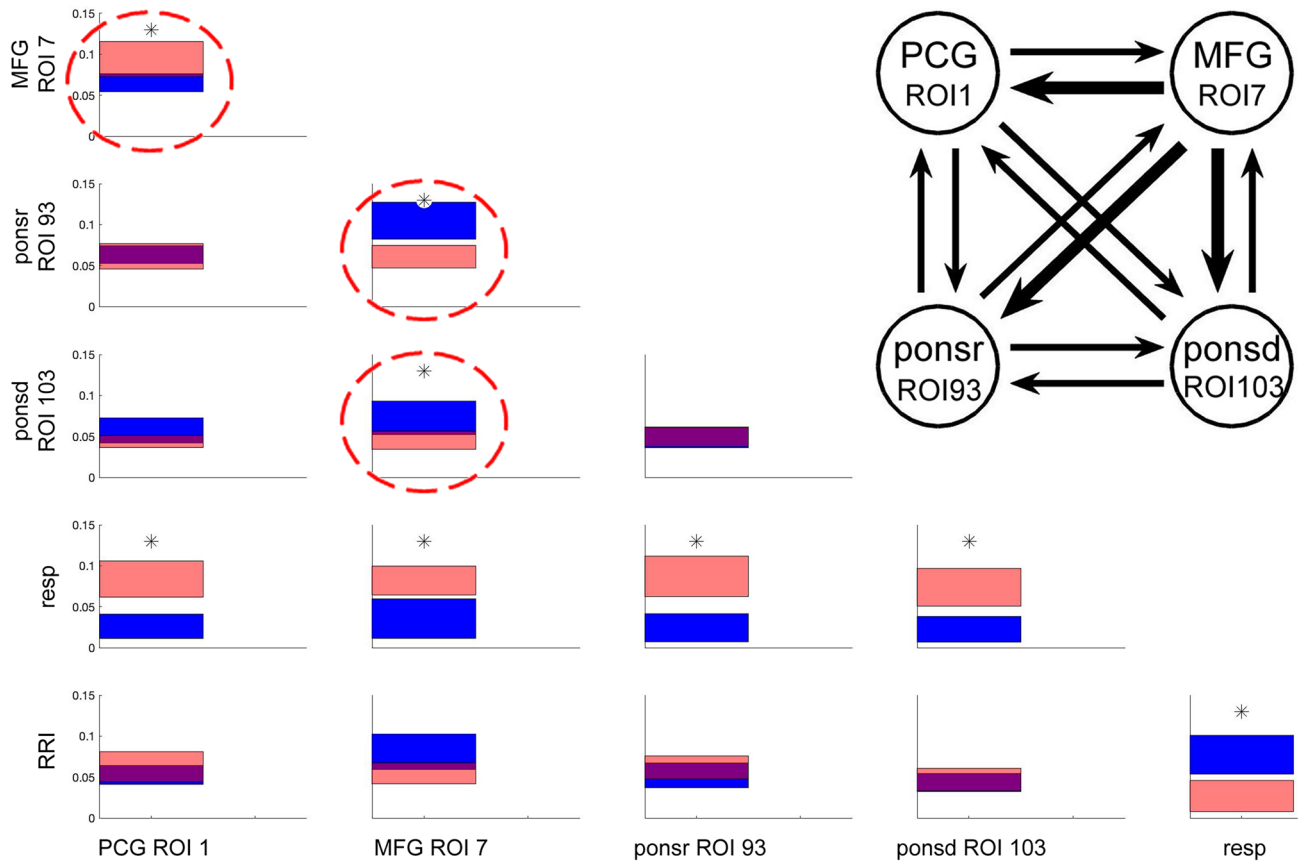 MFG
ROI 7
0.15
0.1
0.05
0
*
PCG
ROI1
MFG
ROI7
ponsr
ROI93
ponsd
ROI103
ponsr
ROI 93
0.15
0.1
0.05
0
*
ponsd
ROI 103
0.15
0.1
0.05
0
*
resp
0.15
0.1
0.05
0
* * * *
RRI
0.15
0.1
0.05
0
*
PCG ROI 1 MFG ROI 7 ponsr ROI 93 ponsd ROI 103 resp